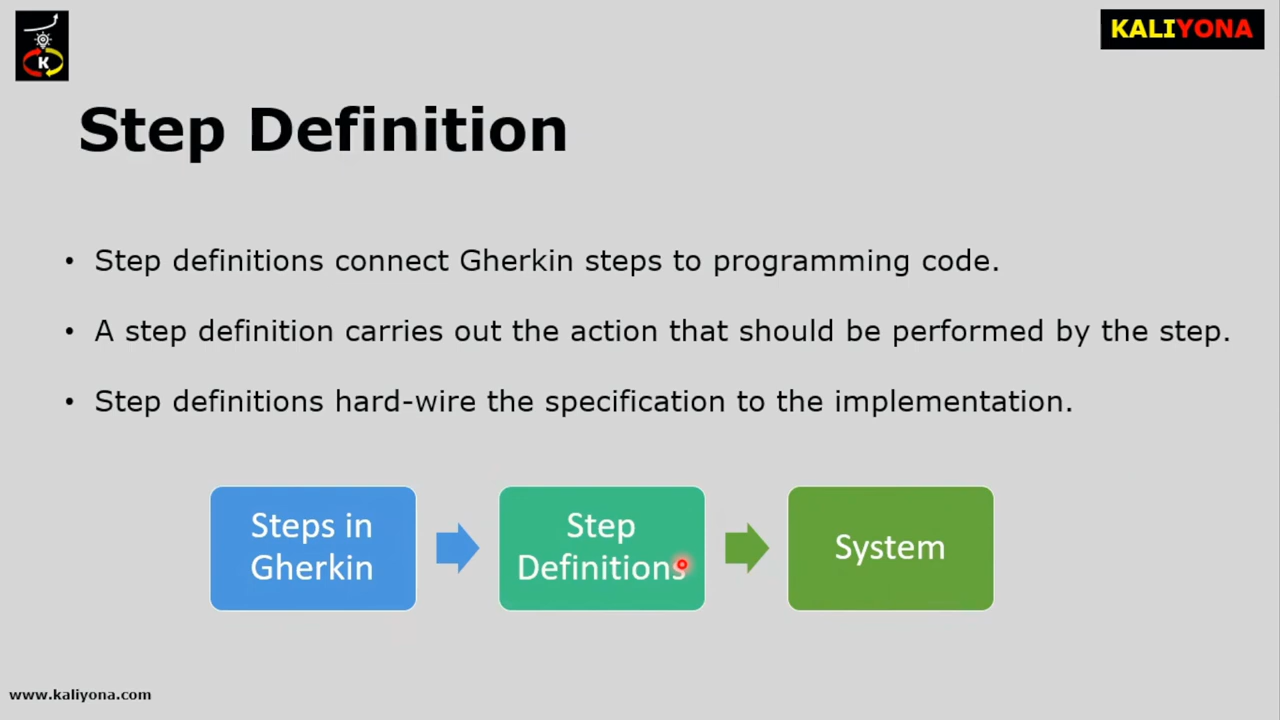 K
KALIYONA
Step Definition
• Step definitions connect Gherkin steps to programming code.
• A step definition carries out the action that should be performed by the step.
• Step definitions hard-wire the specification to the implementation.
Steps in
Gherkin
Step
Definitions
System
www.kaliyona.com